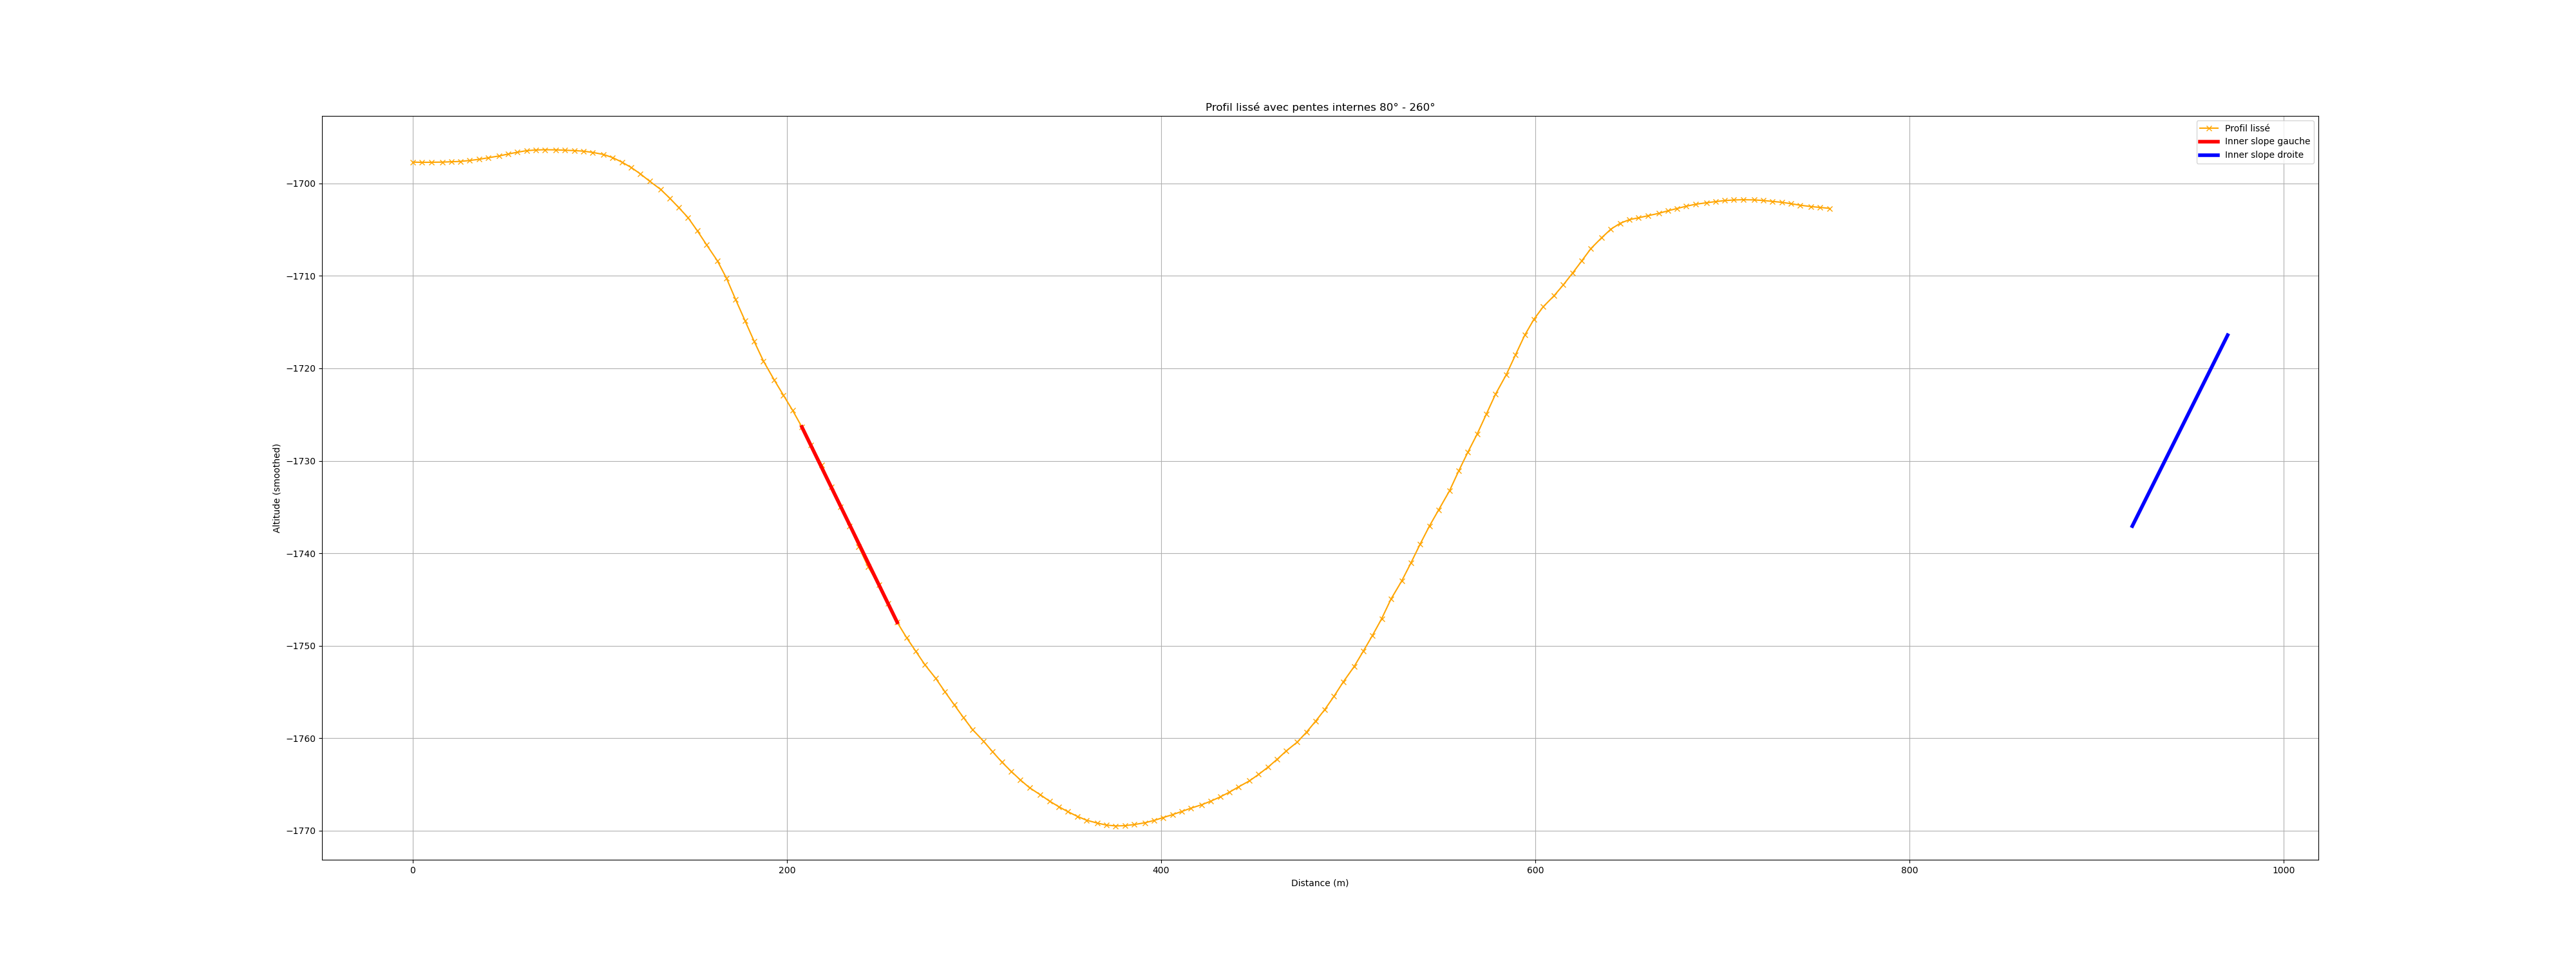 Profil lissé avec pentes internes 80° - 260°
Profil lissé
Inner slope gauche
Inner slope droite
Altitude (smoothed)
−1700
−1710
−1720
−1730
−1740
−1750
−1760
−1770
0 200 400 600 800 1000
Distance (m)